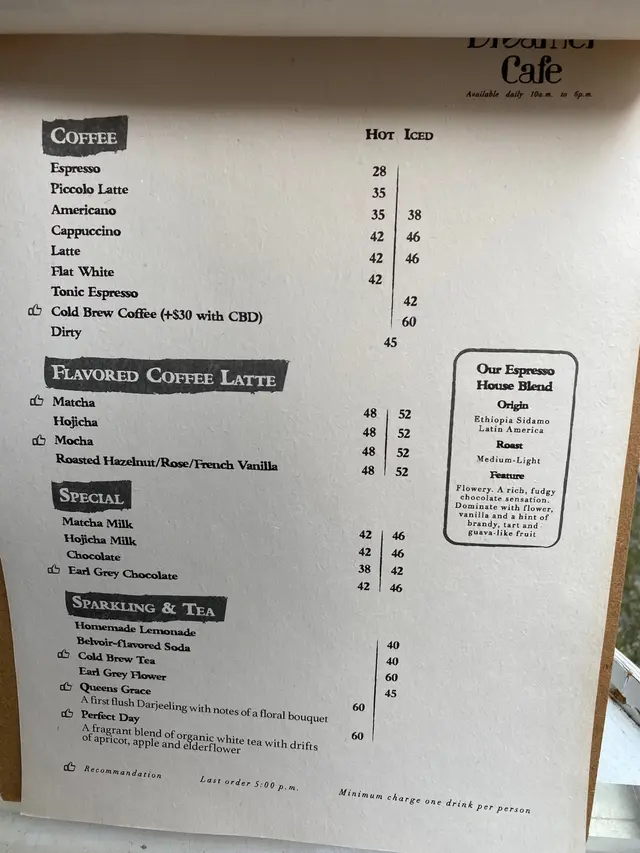 Cafe
Available daily 10a.m. to 6p.m.
COFFEE HOT ICED
Espresso 28
Piccolo Latte 35
Americano 35 38
Cappuccino 42 46
Latte 42 46
Flat White 42
Tonic Espresso 42
Cold Brew Coffee (+$30 with CBD) 60
Dirty 45
FLAVORED COFFEE LATTE
Matcha 48 52
Hojicha 48 52
Mocha 48 52
Roasted Hazelnut/Rose/French Vanilla 48 52
SPECIAL
Matcha Milk 42 46
Hojicha Milk 42 46
Chocolate 38 42
Earl Grey Chocolate 42 46
SPARKLING & TEA
Homemade Lemonade 40
Belvoir-flavored Soda 40
Cold Brew Tea 60
Earl Grey Flower 45
Queens Grace 60
A first flush Darjeeling with notes of a floral bouquet
Perfect Day 60
A fragrant blend of organic white tea with drifts
of apricot, apple and elderflower
Our Espresso
House Blend
Origin
Ethiopia Sidamo
Latin America
Roast
Medium-Light
Feature
Flowery. A rich, fudgy
chocolate sensation.
Dominate with flower,
vanilla and a hint of
brandy, tart and
guava-like fruit
Recommandation
Last order 5:00 p.m.
Minimum charge one drink per person